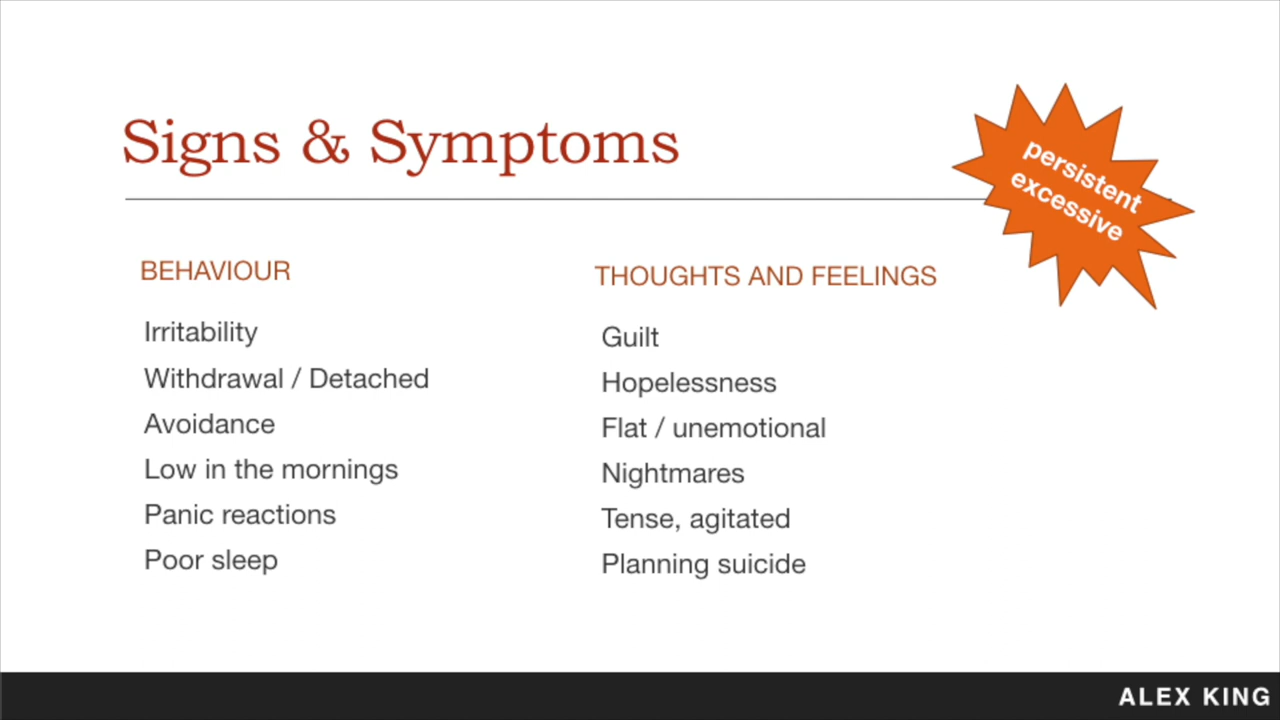 Signs & Symptoms
persistent
excessive
BEHAVIOUR
Irritability
Withdrawal / Detached
Avoidance
Low in the mornings
Panic reactions
Poor sleep
THOUGHTS AND FEELINGS
Guilt
Hopelessness
Flat / unemotional
Nightmares
Tense, agitated
Planning suicide
ALEX KING